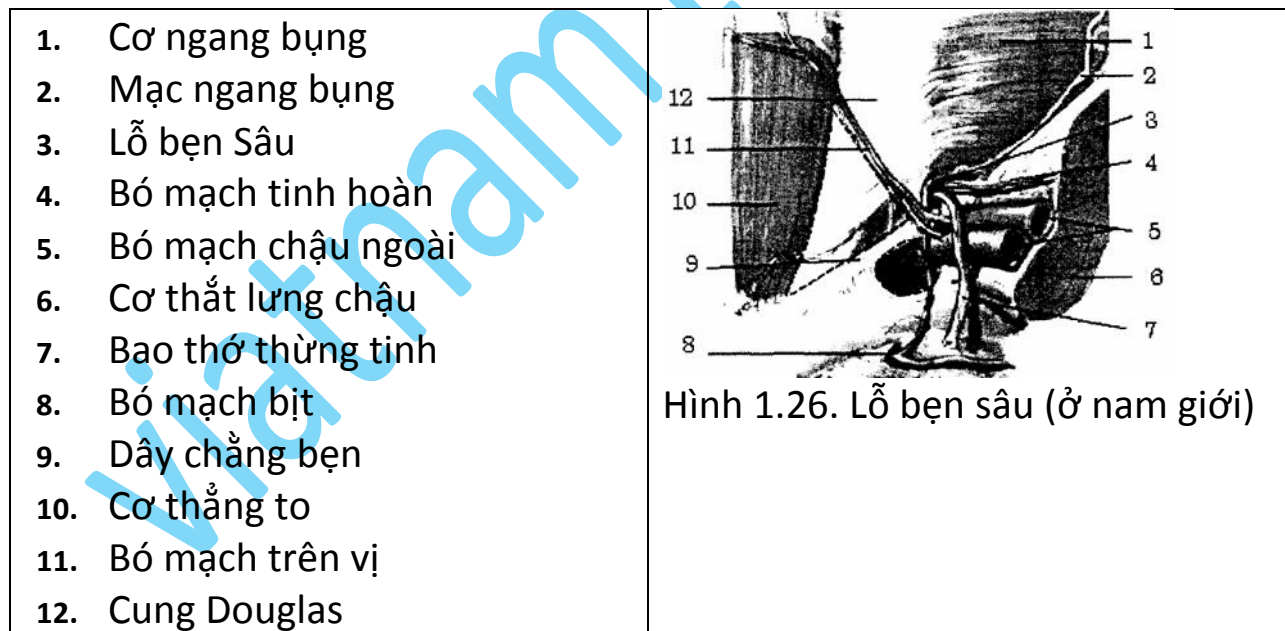 1. Cơ ngang bụng
2. Mạc ngang bụng
3. Lỗ bẹn Sâu
4. Bó mạch tinh hoàn
5. Bó mạch chậu ngoài
6. Cơ thắt lưng chậu
7. Bao thớ thừng tinh
8. Bó mạch bịt
9. Dây chằng bẹn
10. Cơ thẳng to
11. Bó mạch trên vị
12. Cung Douglas
viatnam
1
2
3
4
5
6
7
12
11
10
9
8
Hình 1.26. Lỗ bẹn sâu (ở nam giới)